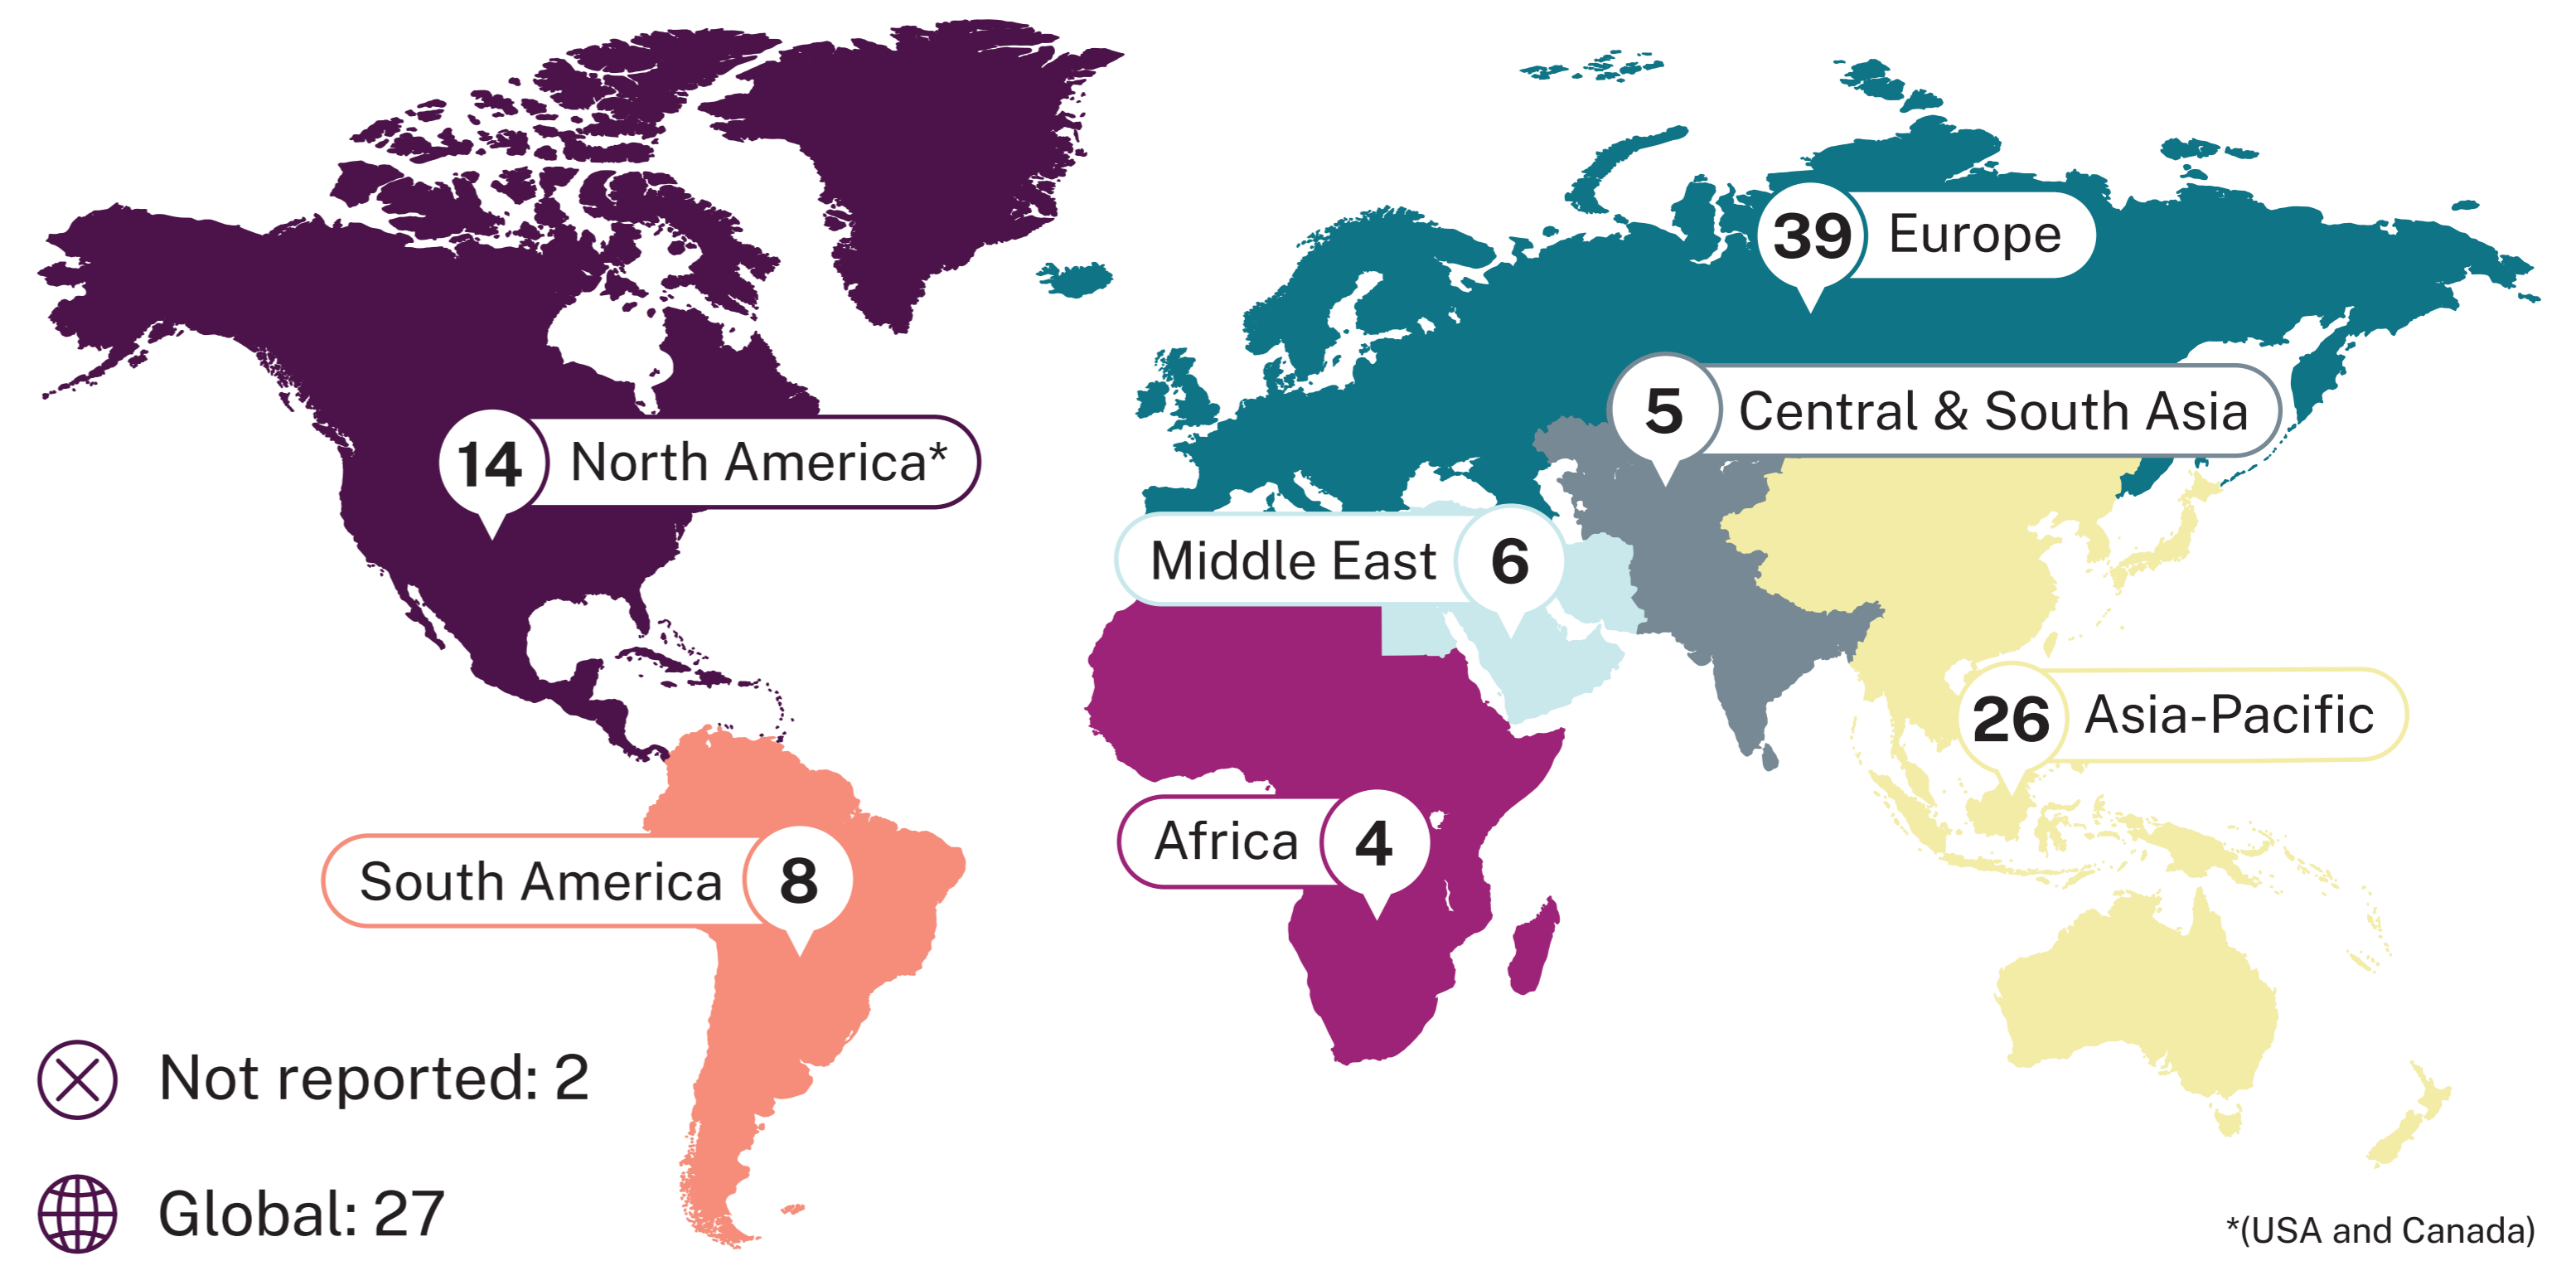 39 Europe
5 Central & South Asia
14 North America*
Middle East 6
26 Asia-Pacific
Africa 4
South America 8
Not reported: 2
Global: 27
*(USA and Canada)